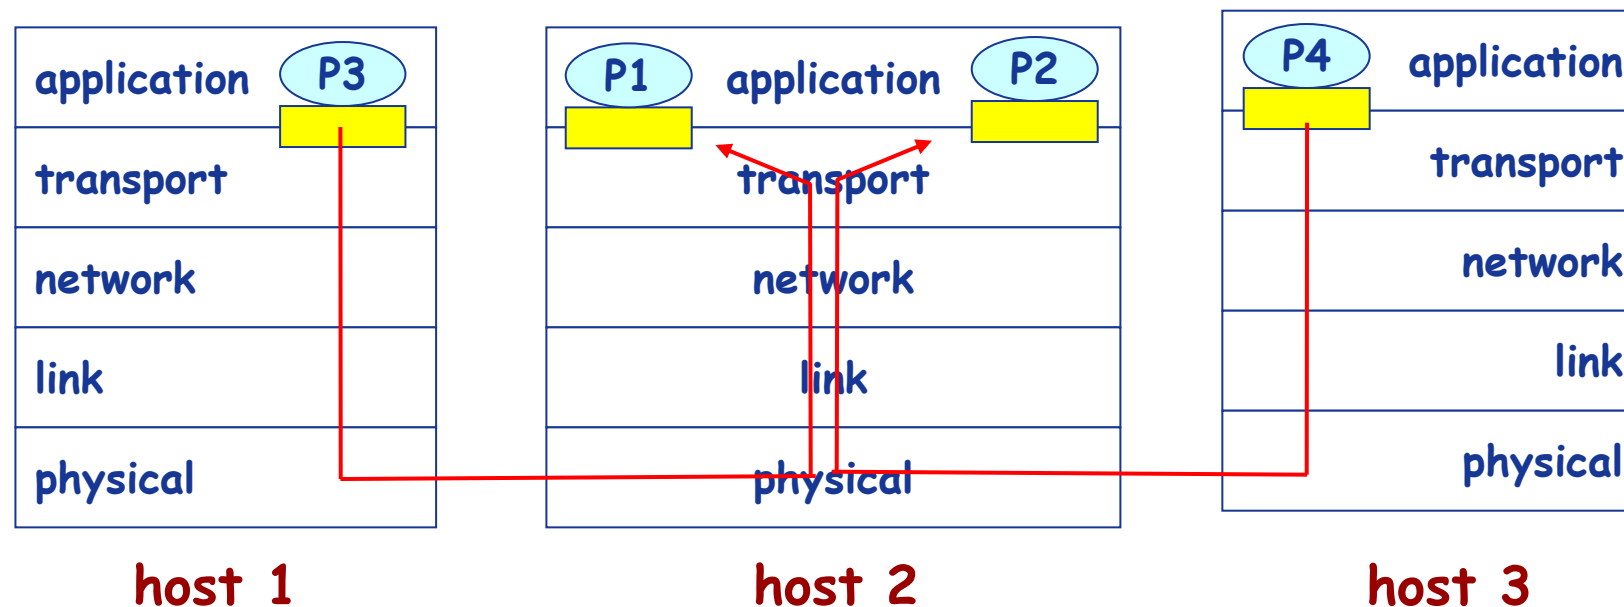 application P3
transport
network
link
physical
host 1
P1 application P2
transport
network
link
physical
host 2
P4 application
transport
network
link
physical
host 3